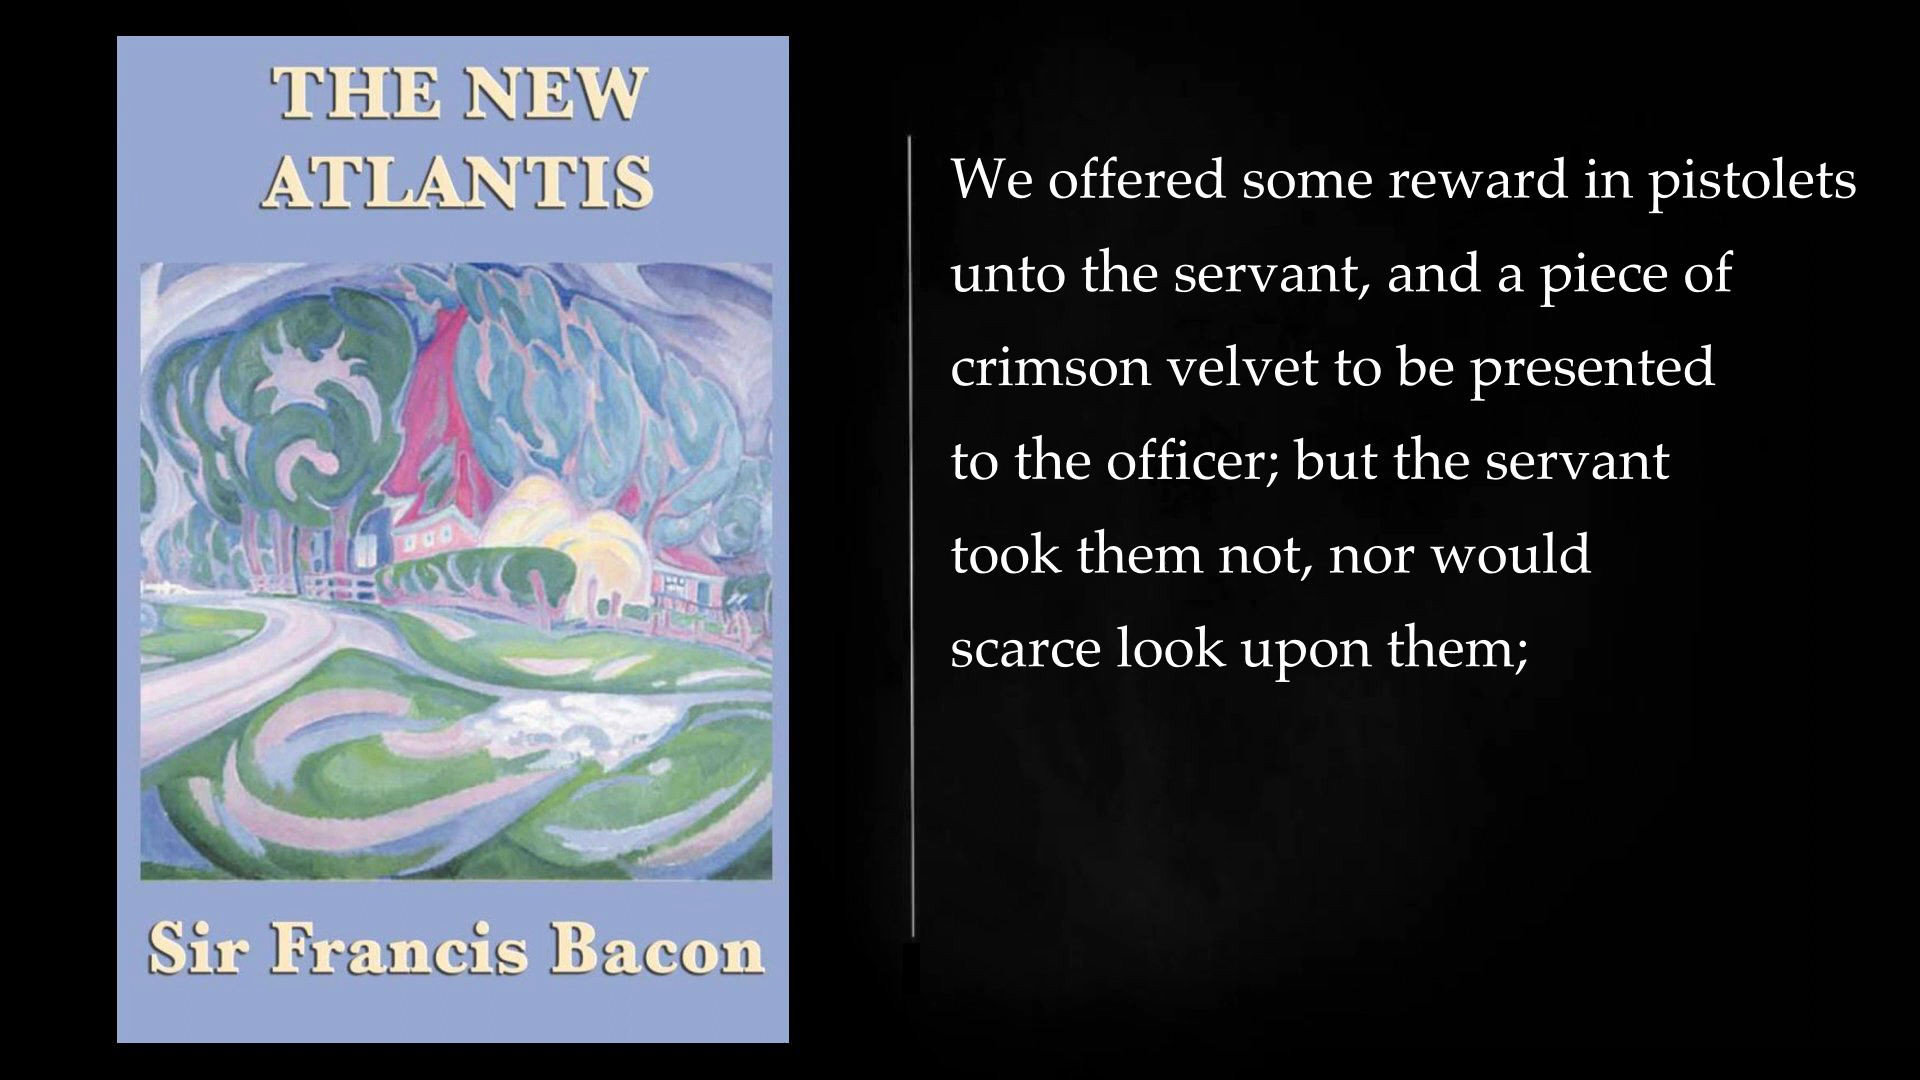 THE NEW
ATLANTIS
Sir Francis Bacon
We offered some reward in pistolets
unto the servant, and a piece of
crimson velvet to be presented
to the officer; but the servant
took them not, nor would
scarce look upon them;